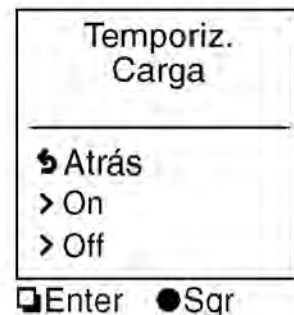 Temporiz.
Carga
Atrás
> On
> Off
Enter Sgr